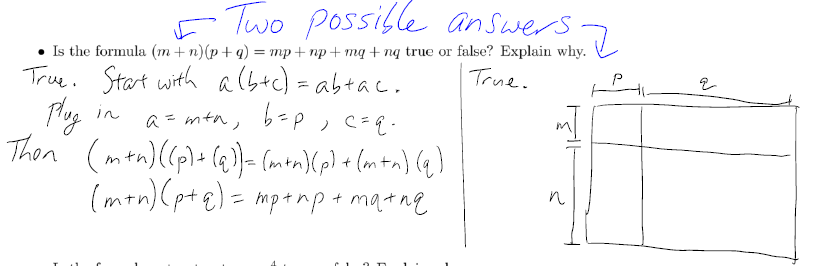 Two possible answers
• Is the formula (m + n)(p + q) = mp + np + mq + nq true or false? Explain why.
True. Start with a(b+c) = ab+ac.
Plug in a = m+n, b=p, c=q.
Then (m+n)((p)+(q)) = (m+n)(p) + (m+n)(q)
(m+n)(p+q) = mp+np + mq+nq
True.
p q
m
n